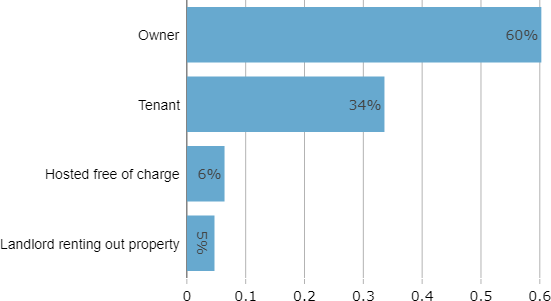 Owner 60%
Tenant 34%
Hosted free of charge 6%
Landlord renting out property 5%
0 0.1 0.2 0.3 0.4 0.5 0.6